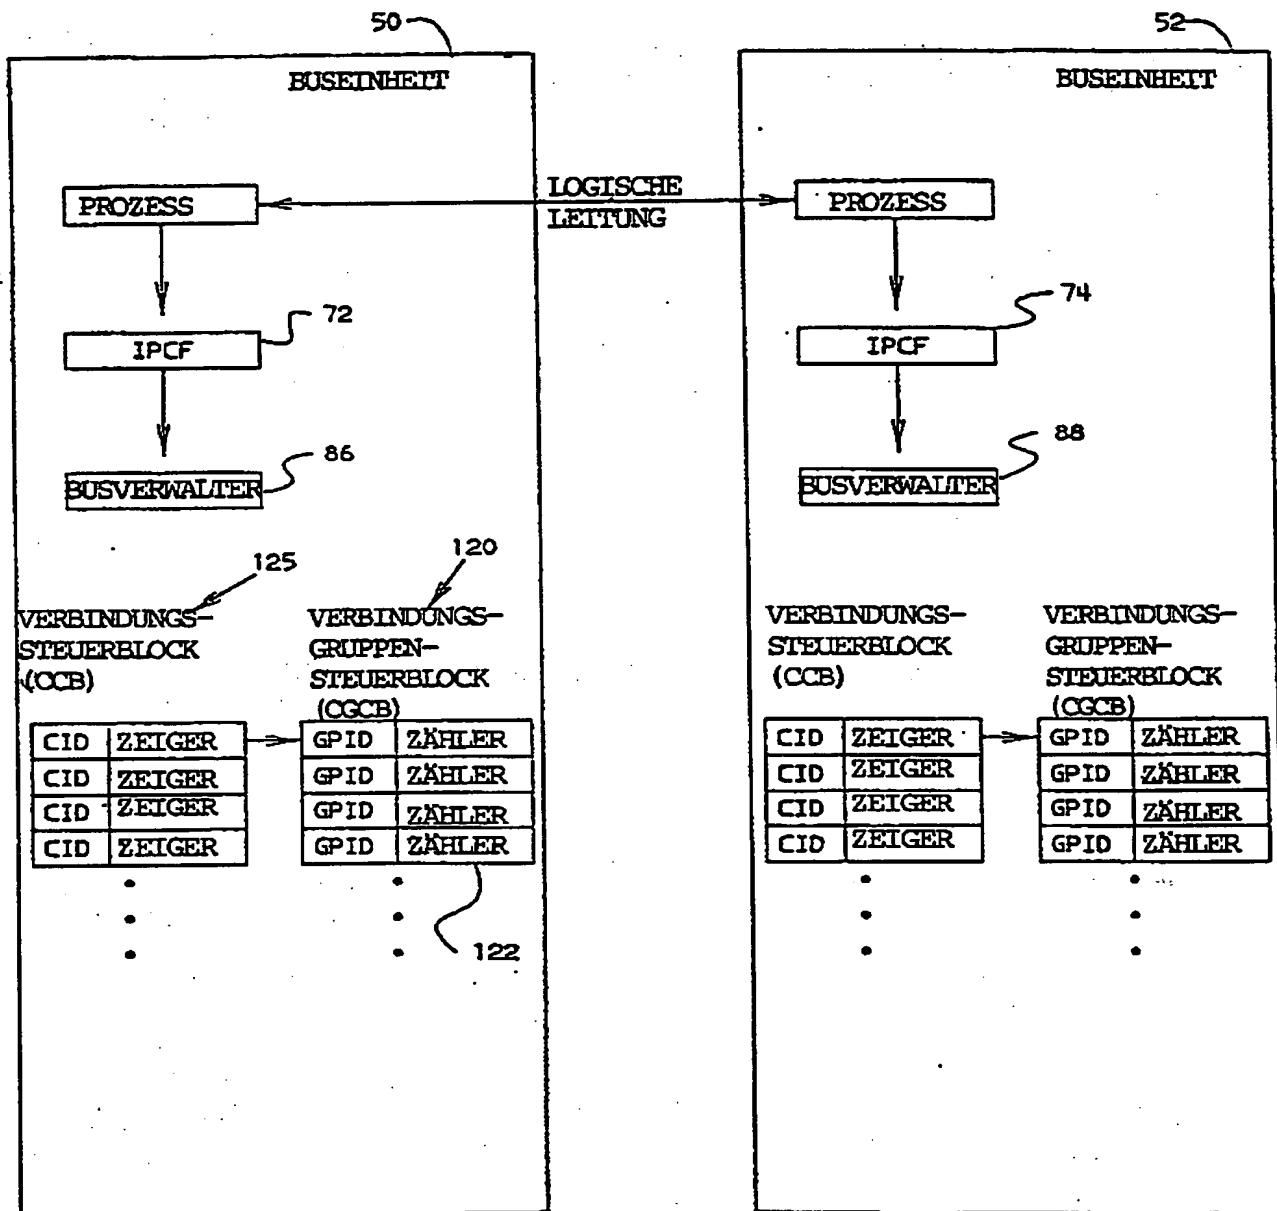 50
52
BUSEINHEIT
BUSEINHEIT
PROZESS
LOGISCHE
LEITUNG
PROZESS
72
IPCF
74
IPCF
86
BUSVERWALTER
88
BUSVERWALTER
125
120
VERBINDUNGS-
STEUERBLOCK
(CCB)
VERBINDUNGS-
GRUPPEN-
STEUERBLOCK
(CGCB)
VERBINDUNGS-
STEUERBLOCK
(CCB)
VERBINDUNGS-
GRUPPEN-
STEUERBLOCK
(CGCB)
CID ZEIGER GPID ZÄHLER
CID ZEIGER GPID ZÄHLER
CID ZEIGER GPID ZÄHLER
CID ZEIGER GPID ZÄHLER
122
CID ZEIGER GPID ZÄHLER
CID ZEIGER GPID ZÄHLER
CID ZEIGER GPID ZÄHLER
CID ZEIGER GPID ZÄHLER